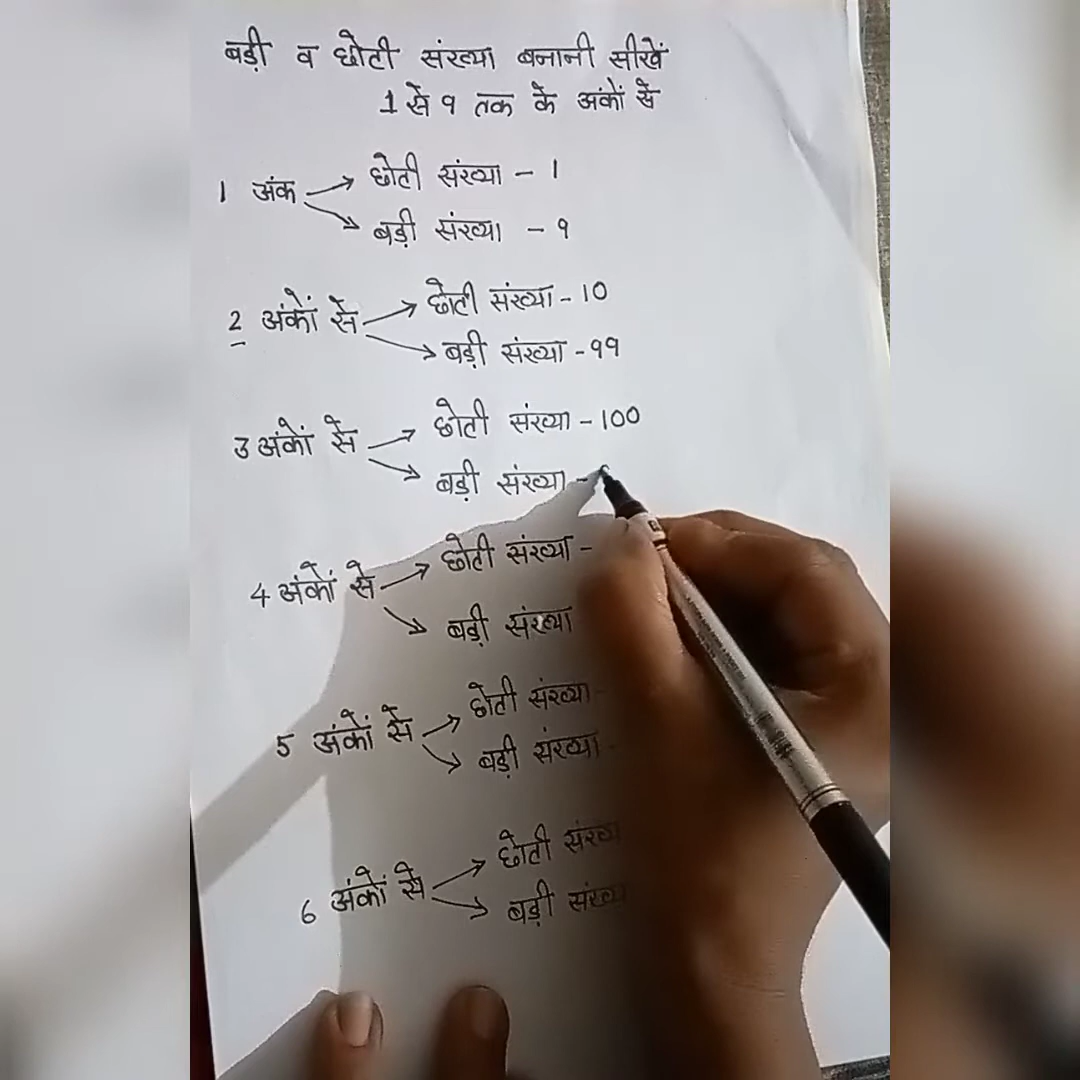 बड़ी व छोटी संख्या बनानी सीखें
1 से 9 तक के अंकों से
1 अंक → छोटी संख्या - 1
→ बड़ी संख्या - 9
2 अंकों से → छोटी संख्या - 10
→ बड़ी संख्या - 99
3 अंकों से → छोटी संख्या - 100
→ बड़ी संख्या -
4 अंकों से → छोटी संख्या -
→ बड़ी संख्या
5 अंकों से → छोटी संख्या -
→ बड़ी संख्या -
6 अंकों से → छोटी संख्या
→ बड़ी संख्या